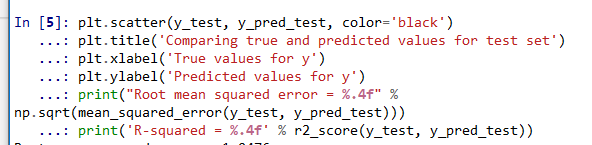 In [5]: plt.scatter(y_test, y_pred_test, color='black')
   ...: plt.title('Comparing true and predicted values for test set')
   ...: plt.xlabel('True values for y')
   ...: plt.ylabel('Predicted values for y')
   ...: print("Root mean squared error = %.4f" %
np.sqrt(mean_squared_error(y_test, y_pred_test)))
   ...: print('R-squared = %.4f' % r2_score(y_test, y_pred_test))